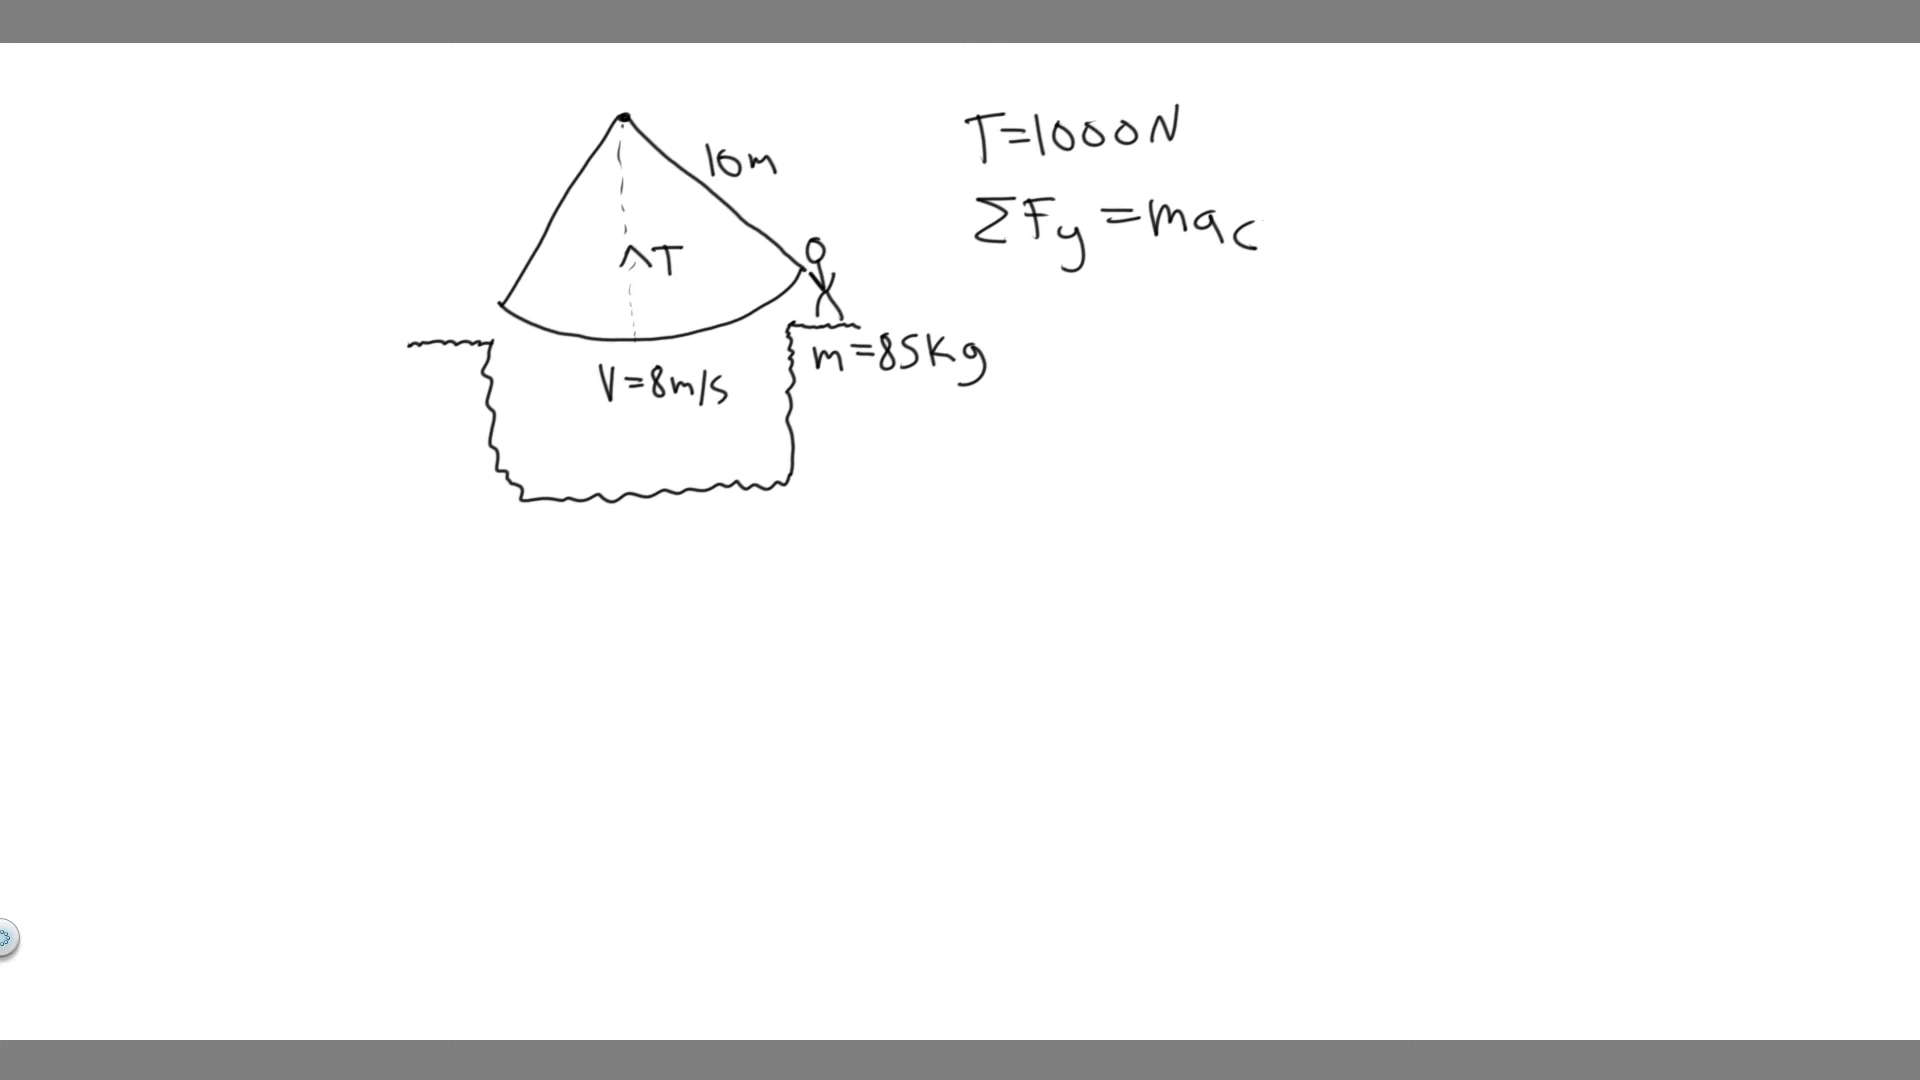 10m
T
V=8m/s
m=85kg
T=1000N
ΣFy=mac